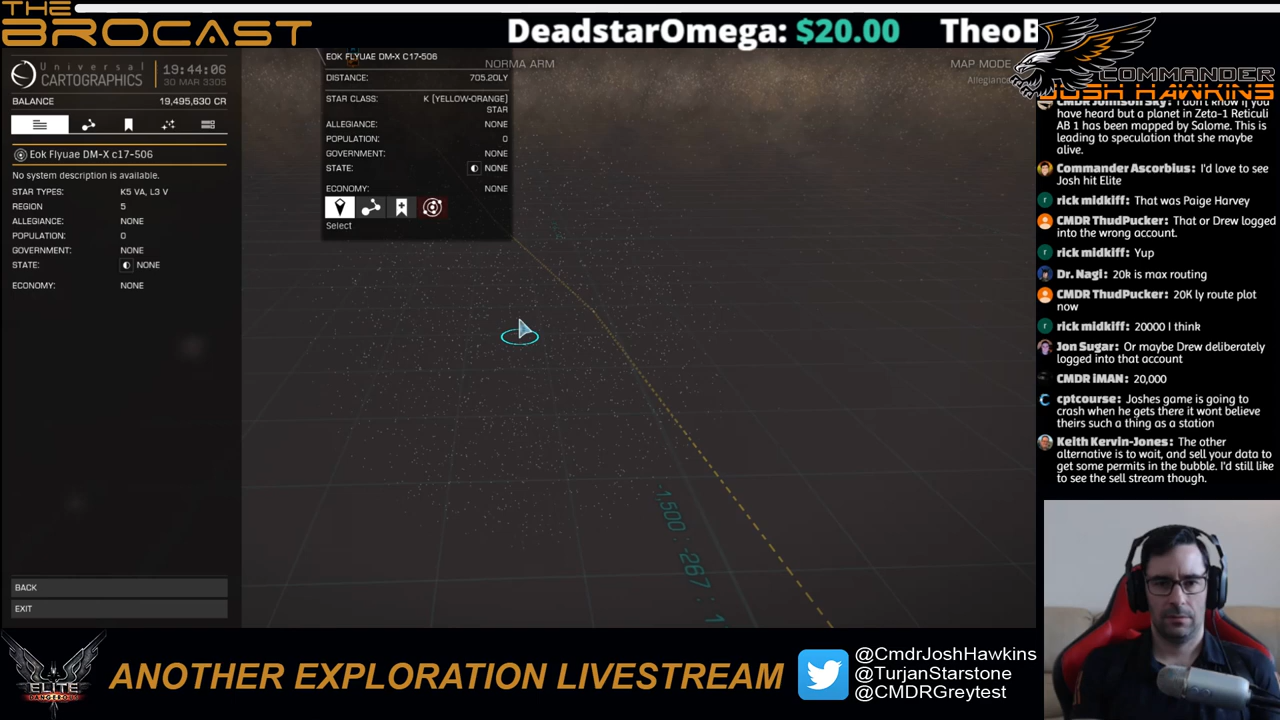 THE
BROCAST
DeadstarOmega: $20.00 TheoB
COMMANDER
JOSH HAWKINS
Universal
CARTOGRAPHICS
19:44:06
30 MAR 3305
BALANCE 19,495,630 CR
Eok Flyuae DM-X c17-506
No system description is available.
STAR TYPES: K5 VA, L3 V
REGION 5
ALLEGIANCE: NONE
POPULATION: 0
GOVERNMENT: NONE
STATE: NONE
ECONOMY: NONE
BACK
EXIT
EOK FLYUAE DM-X C17-506
DISTANCE: 705.20LY
STAR CLASS: K (YELLOW-ORANGE)
STAR
ALLEGIANCE: NONE
POPULATION: 0
GOVERNMENT: NONE
STATE: NONE
ECONOMY: NONE
Select
NORMA ARM
MAP MODE
Allegiance
1,500 : -267 : 1
CMDR Jomison Sky: I don't know if you
have heard but a planet in Zeta-1 Reticuli
AB 1 has been mapped by Salome. This is
leading to speculation that she maybe
alive.
Commander Ascorbius: I'd love to see
Josh hit Elite
rick midkiff: That was Paige Harvey
CMDR ThudPucker: That or Drew logged
into the wrong account.
rick midkiff: Yup
Dr. Nagi: 20k is max routing
CMDR ThudPucker: 20K ly route plot
now
rick midkiff: 20000 I think
Jon Sugar: Or maybe Drew deliberately
logged into that account
CMDR iMAN: 20,000
cptcourse: Joshes game is going to
crash when he gets there it wont believe
theirs such a thing as a station
Keith Kervin-Jones: The other
alternative is to wait, and sell your data to
get some permits in the bubble. I'd still like
to see the sell stream though.
ELITE
DANGEROUS
ANOTHER EXPLORATION LIVESTREAM
@CmdrJoshHawkins
@TurjanStarstone
@CMDRGreytest